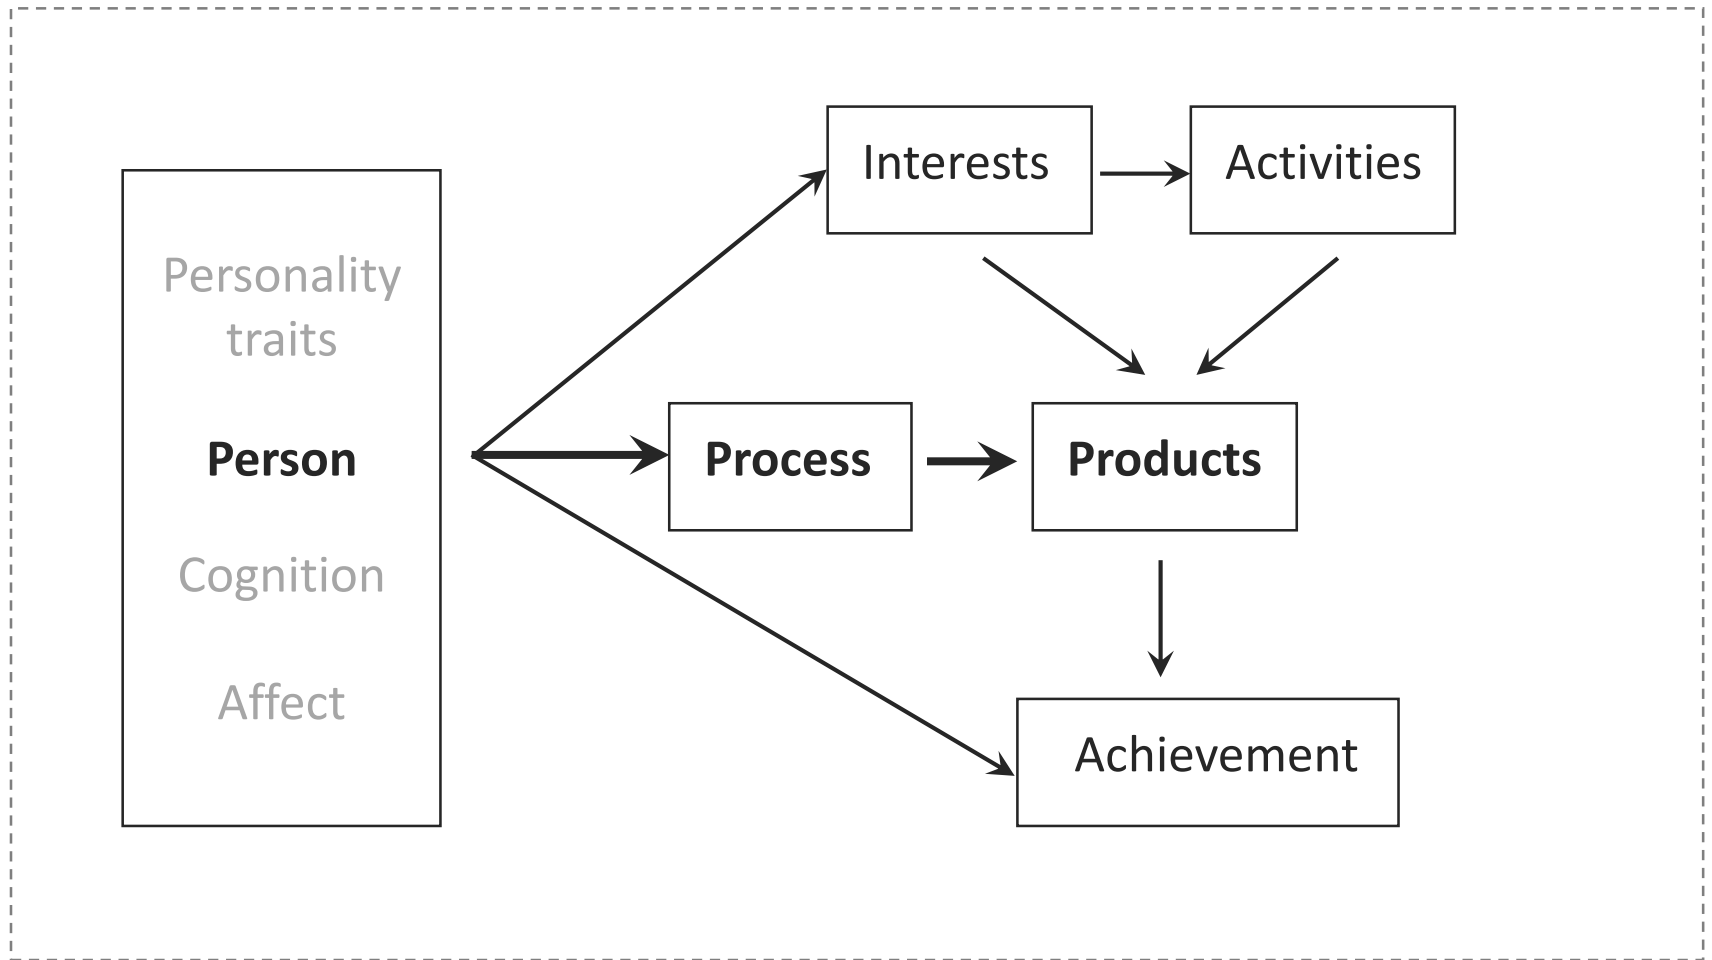 Personality
traits
Person
Cognition
Affect
Interests
Activities
Process
Products
Achievement